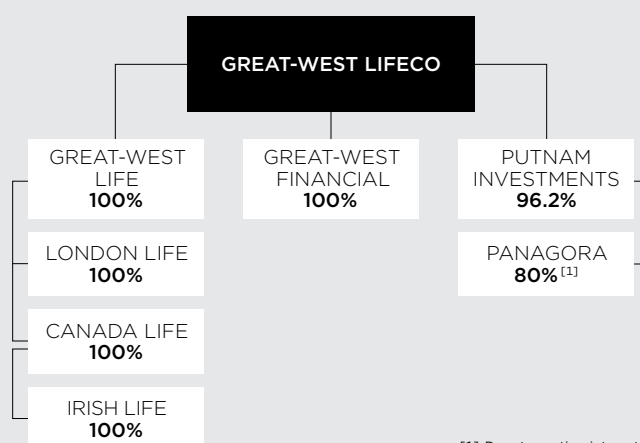 GREAT-WEST LIFECO
GREAT-WEST
LIFE
100%
GREAT-WEST
FINANCIAL
100%
PUTNAM
INVESTMENTS
96.2%
LONDON LIFE
100%
PANAGORA
80% [1]
CANADA LIFE
100%
IRISH LIFE
100%